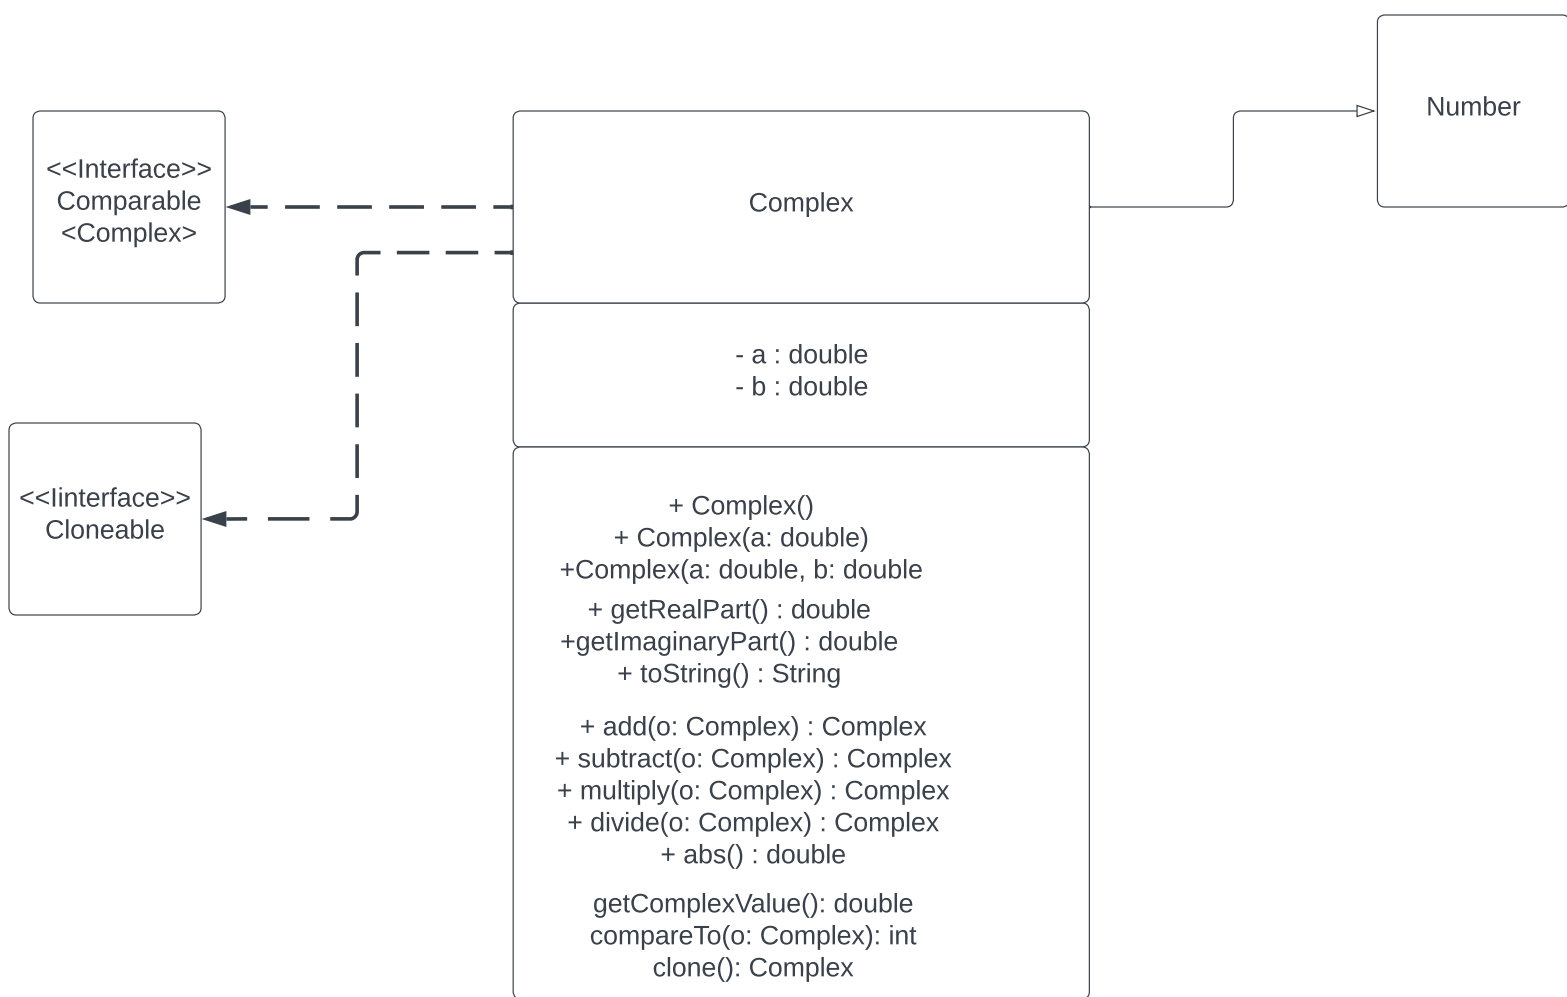 Number
<<Interface>>
Comparable
<Complex>
Complex
- a : double
- b : double
<<Iinterface>>
Cloneable
+ Complex()
+ Complex(a: double)
+Complex(a: double, b: double
+ getRealPart() : double
+getImaginaryPart() : double
+ toString() : String
+ add(o: Complex) : Complex
+ subtract(o: Complex) : Complex
+ multiply(o: Complex) : Complex
+ divide(o: Complex) : Complex
+ abs() : double
getComplexValue(): double
compareTo(o: Complex): int
clone(): Complex